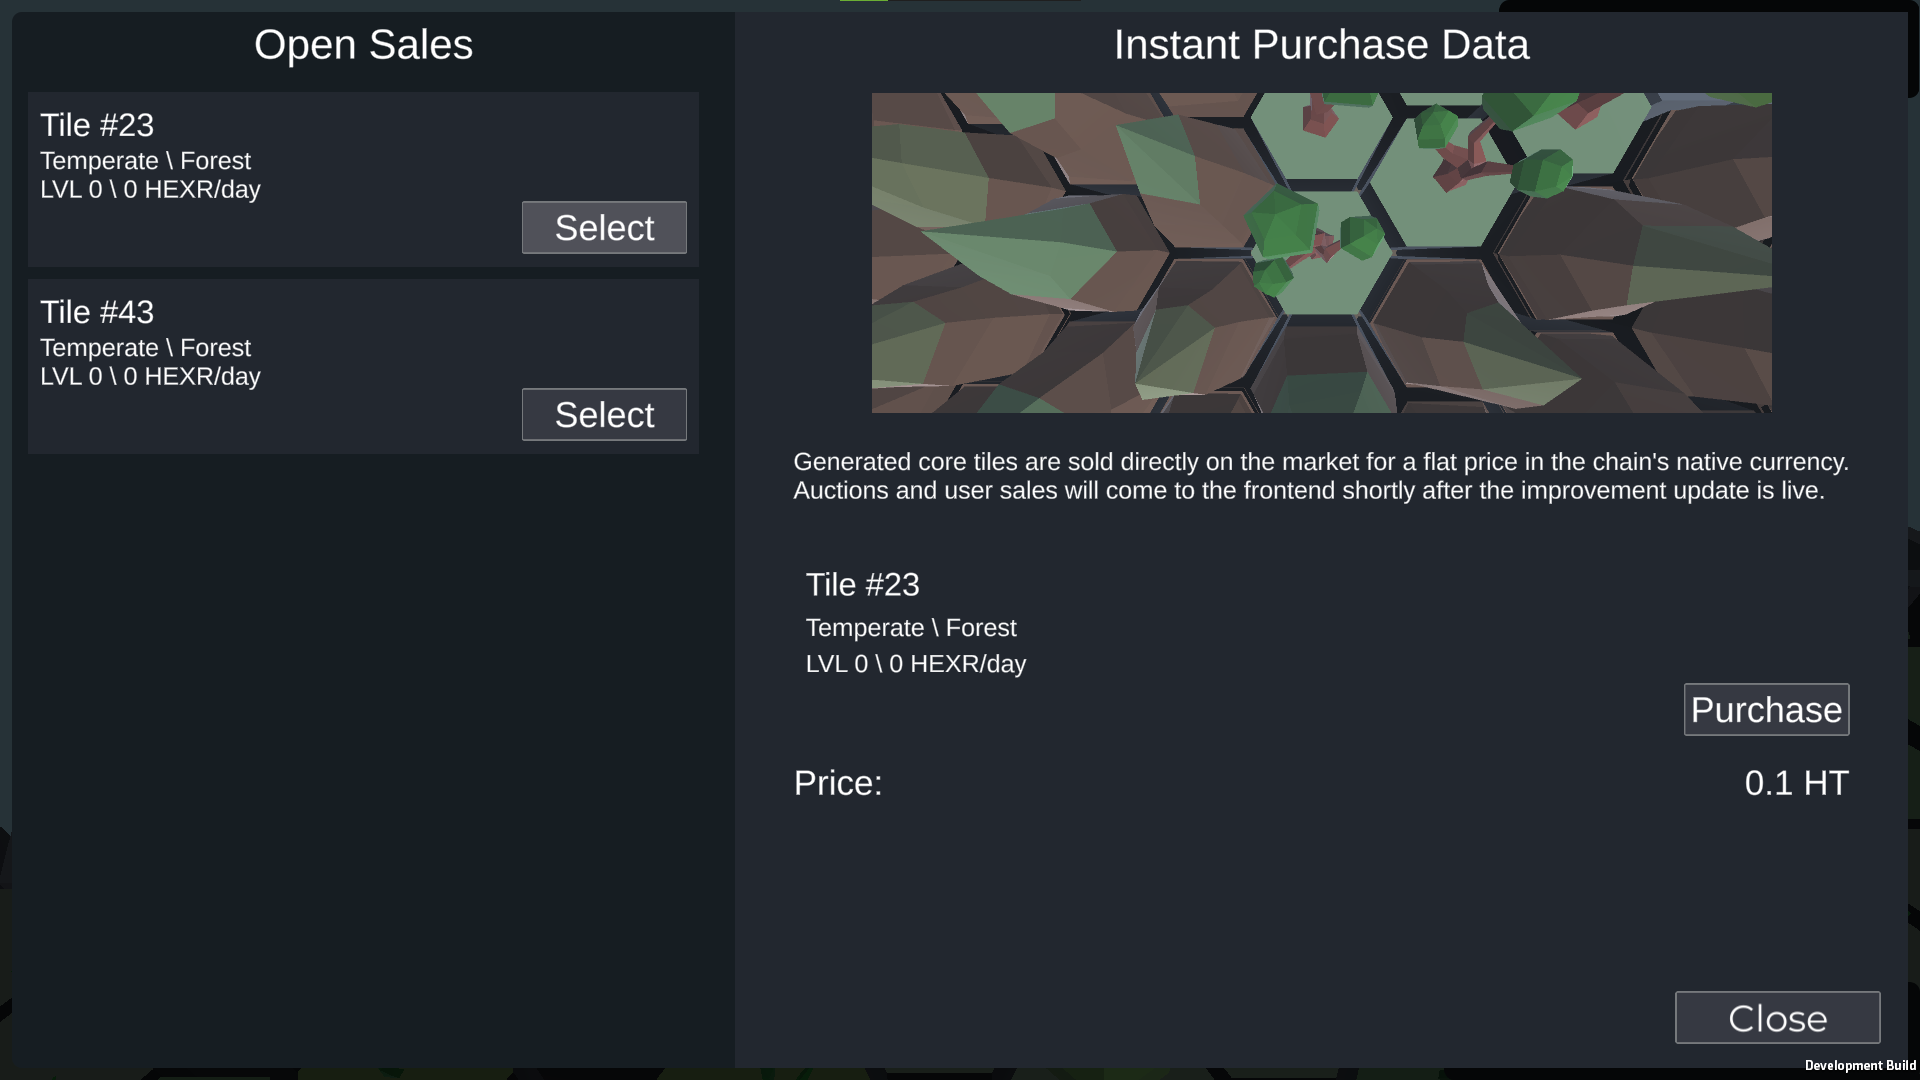 Open Sales
Tile #23
Temperate \ Forest
LVL 0 \ 0 HEXR/day
Select
Tile #43
Temperate \ Forest
LVL 0 \ 0 HEXR/day
Select
Instant Purchase Data
Generated core tiles are sold directly on the market for a flat price in the chain's native currency.
Auctions and user sales will come to the frontend shortly after the improvement update is live.
Tile #23
Temperate \ Forest
LVL 0 \ 0 HEXR/day
Purchase
Price: 0.1 HT
Close
Development Build